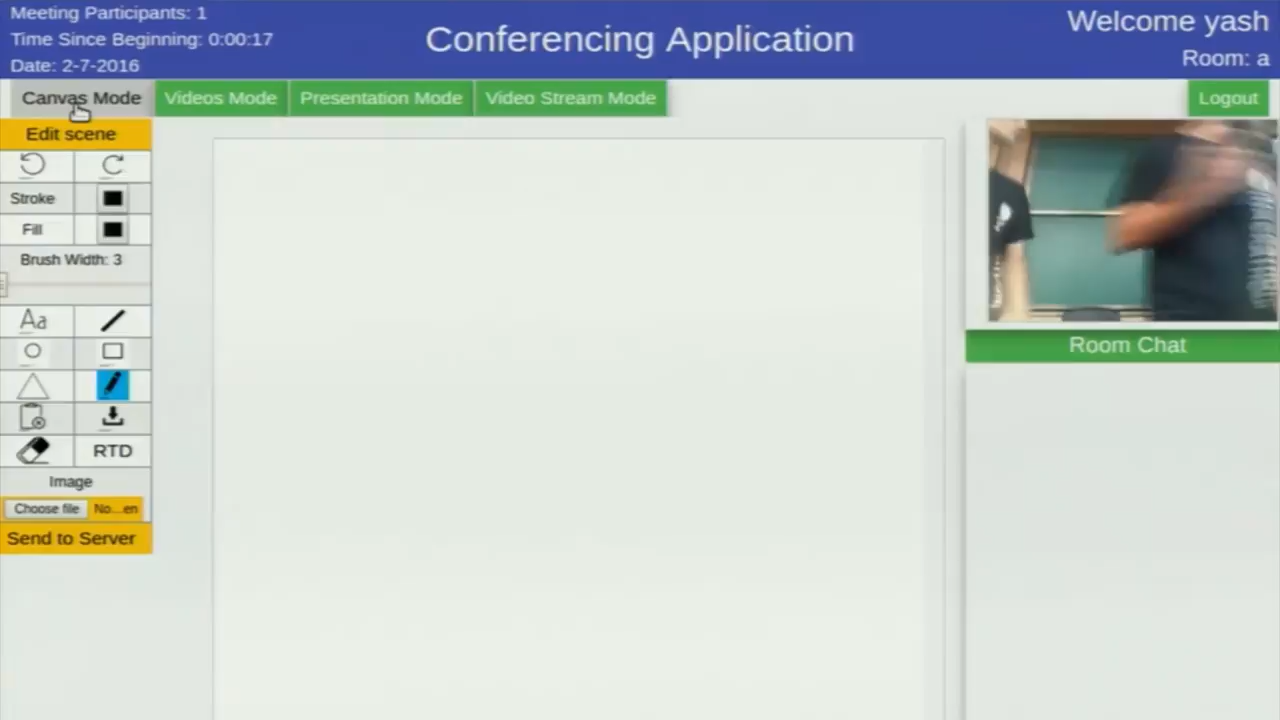 Meeting Participants: 1
Time Since Beginning: 0:00:17
Date: 2-7-2016
Conferencing Application
Welcome yash
Room: a
Canvas Mode
Videos Mode
Presentation Mode
Video Stream Mode
Logout
Edit scene
Stroke
Fill
Brush Width: 3
Aa
RTD
Image
Choose file
No...en
Send to Server
Room Chat